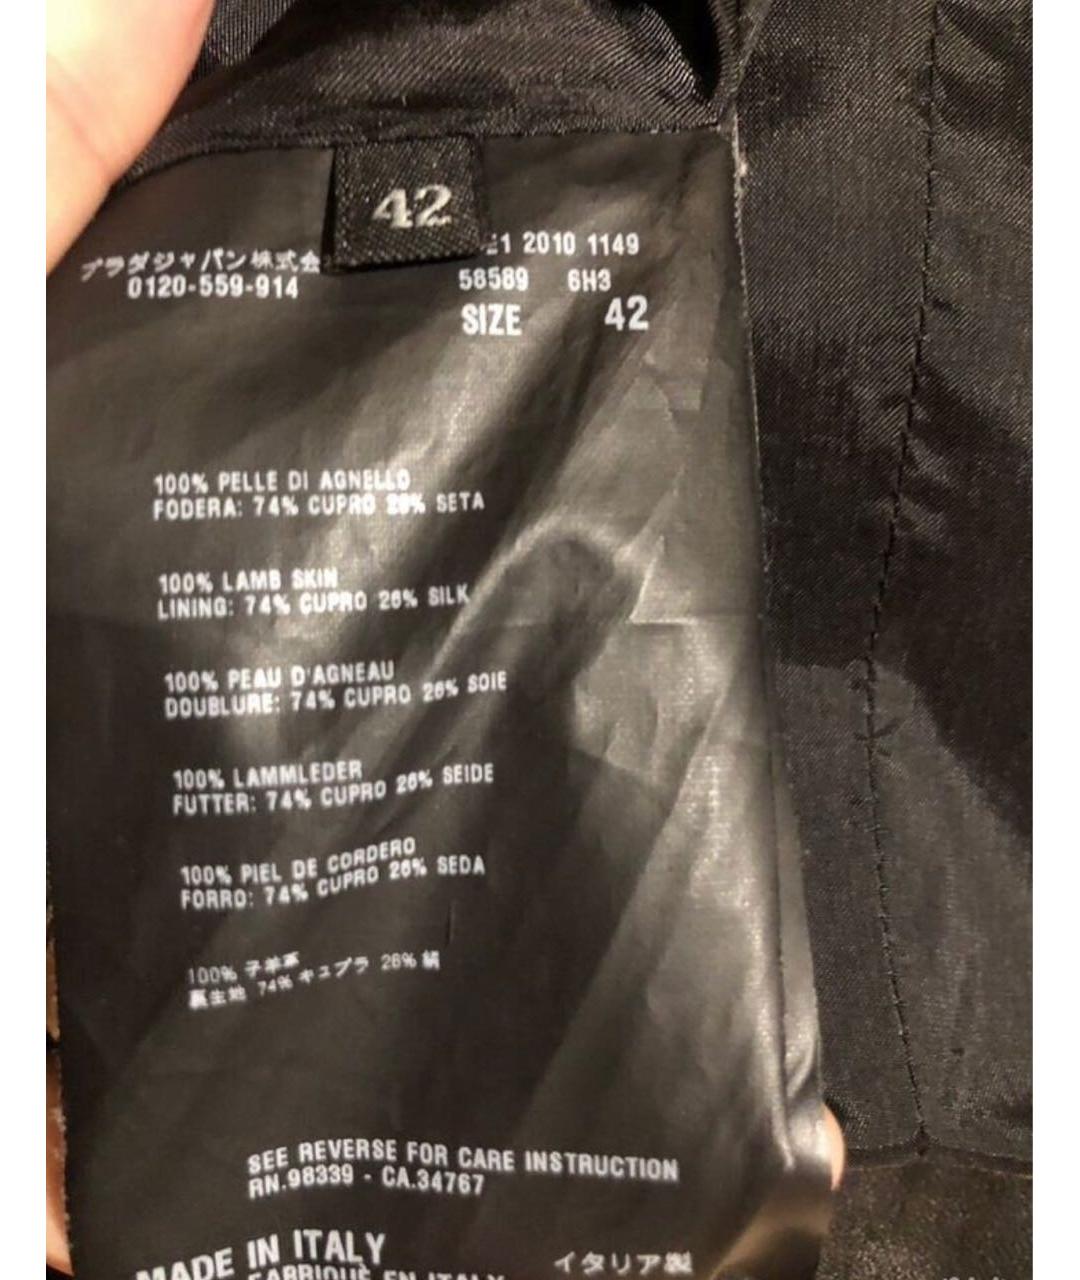 42
プラダジャパン株式会
0120-559-914
E1 2010 1149
58589 6H3
SIZE 42
100% PELLE DI AGNELLO
FODERA: 74% CUPRO 26% SETA
100% LAMB SKIN
LINING: 74% CUPRO 26% SILK
100% PEAU D'AGNEAU
DOUBLURE: 74% CUPRO 26% SOIE
100% LAMMLEDER
FUTTER: 74% CUPRO 26% SEIDE
100% PIEL DE CORDERO
FORRO: 74% CUPRO 26% SEDA
100% 子羊革
裏生地 74% キュプラ 26% 絹
SEE REVERSE FOR CARE INSTRUCTION
RN.98339 - CA.34767
MADE IN ITALY
FABRIQUÉ EN ITALY
イタリア製